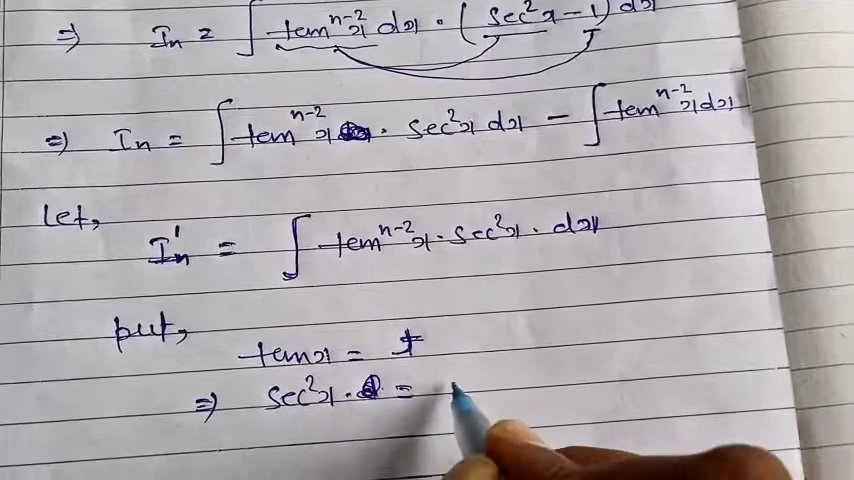 ⇒ In = ∫ tan^{n-2}x dx · (sec²x - 1) dx
⇒ In = ∫ tan^{n-2}x · sec²x dx - ∫ tan^{n-2}x dx
Let,
I'n = ∫ tan^{n-2}x · sec²x · dx
put,
tanx = t
⇒ sec²x · =